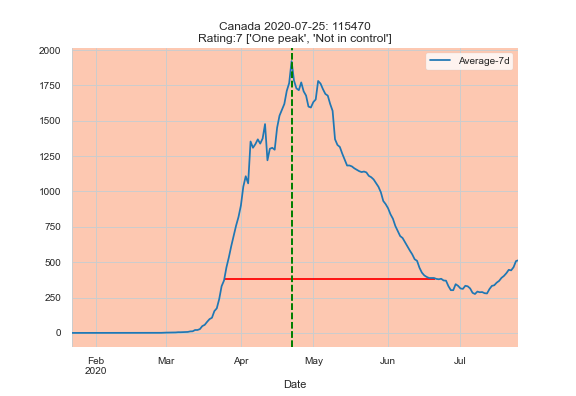 Canada 2020-07-25: 115470
Rating:7 ['One peak', 'Not in control']
Average-7d
2000
1750
1500
1250
1000
750
500
250
0
Feb Mar Apr May Jun Jul
2020
Date